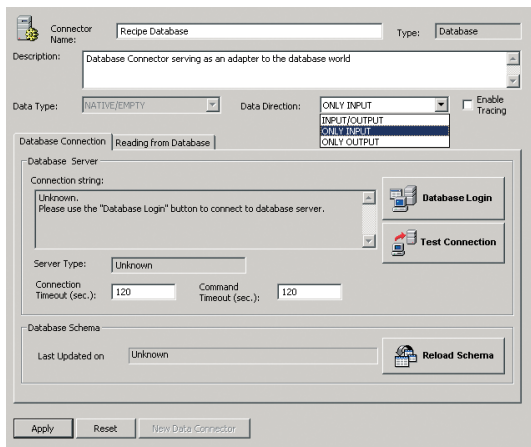 Connector Name: Recipe Database Type: Database
Description: Database Connector serving as an adapter to the database world
Data Type: NATIVE/EMPTY Data Direction: ONLY INPUT Enable Tracing
INPUT/OUTPUT
ONLY INPUT
ONLY OUTPUT
Database Connection Reading from Database
Database Server
Connection string:
Unknown.
Please use the "Database Login" button to connect to database server.
Database Login
Test Connection
Server Type: Unknown
Connection Timeout (sec.): 120 Command Timeout (sec.): 120
Database Schema
Last Updated on Unknown Reload Schema
Apply Reset New Data Connector